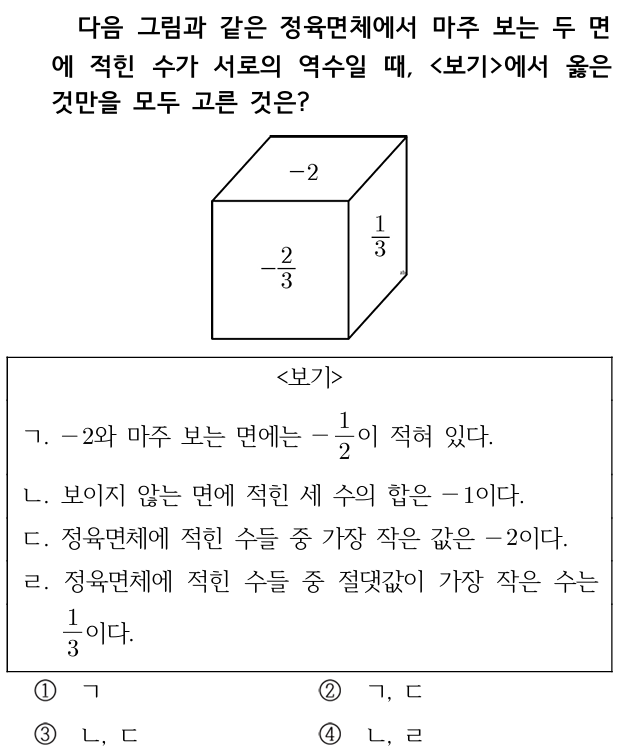 다음 그림과 같은 정육면체에서 마주 보는 두 면
에 적힌 수가 서로의 역수일 때, <보기>에서 옳은
것만을 모두 고른 것은?
−2
−2/3
1/3
<보기>
ㄱ. −2와 마주 보는 면에는 −1/2이 적혀 있다.
ㄴ. 보이지 않는 면에 적힌 세 수의 합은 −1이다.
ㄷ. 정육면체에 적힌 수들 중 가장 작은 값은 −2이다.
ㄹ. 정육면체에 적힌 수들 중 절댓값이 가장 작은 수는
1/3이다.
① ㄱ ② ㄱ, ㄷ
③ ㄴ, ㄷ ④ ㄴ, ㄹ